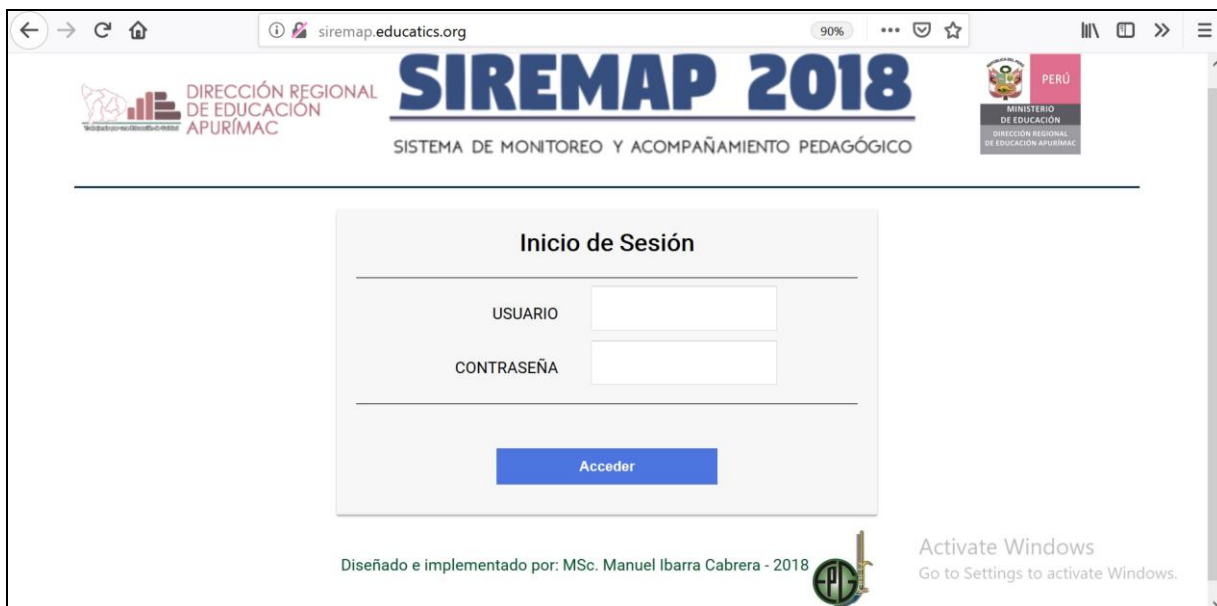 siremap.educatics.org
90%
DIRECCIÓN REGIONAL
DE EDUCACIÓN
APURÍMAC
SIREMAP 2018
SISTEMA DE MONITOREO Y ACOMPAÑAMIENTO PEDAGÓGICO
PERÚ
MINISTERIO
DE EDUCACIÓN
DIRECCIÓN REGIONAL
DE EDUCACIÓN APURÍMAC
Inicio de Sesión
USUARIO
CONTRASEÑA
Acceder
Diseñado e implementado por: MSc. Manuel Ibarra Cabrera - 2018
EPG
Activate Windows
Go to Settings to activate Windows.